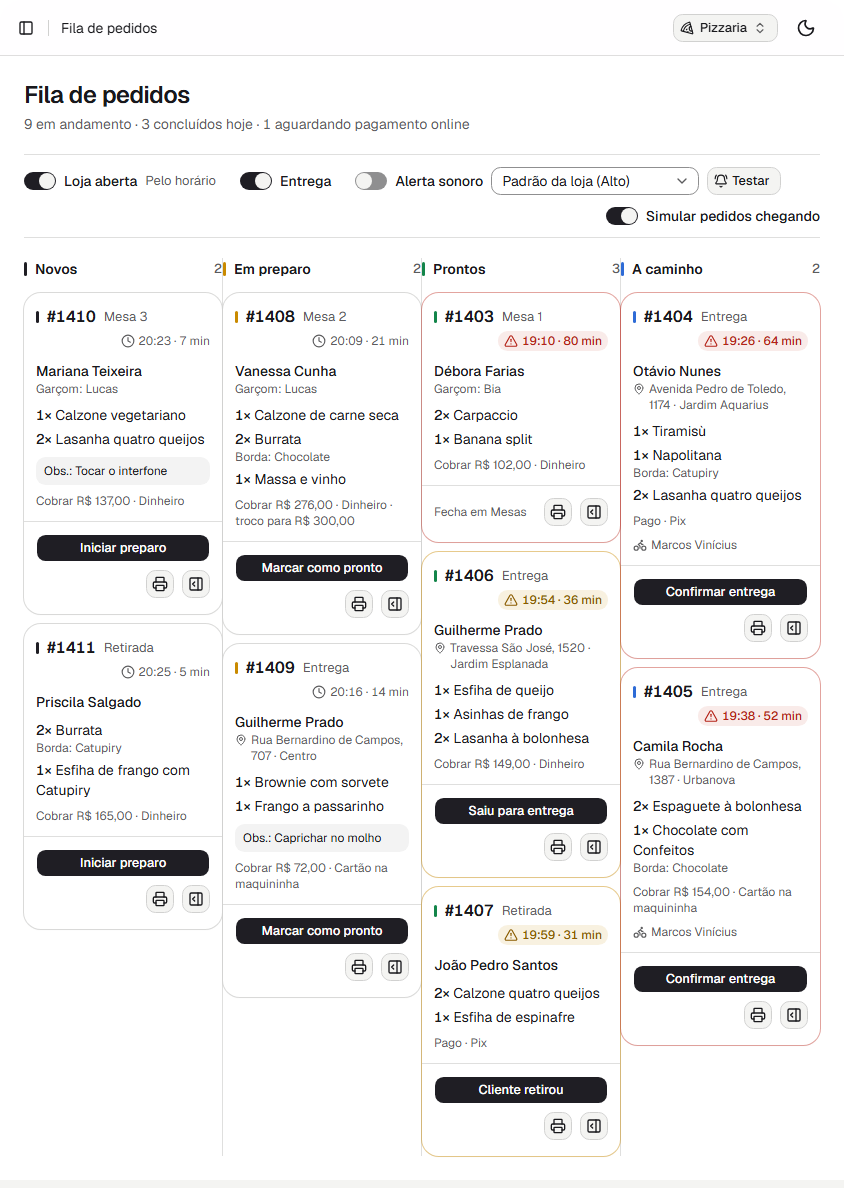 Fila de pedidos
Pizzaria
Fila de pedidos
9 em andamento · 3 concluídos hoje · 1 aguardando pagamento online
Loja aberta Pelo horário
Entrega
Alerta sonoro
Padrão da loja (Alto)
Testar
Simular pedidos chegando
Novos 2
#1410 Mesa 3
20:23 · 7 min
Mariana Teixeira
Garçom: Lucas
1× Calzone vegetariano
2× Lasanha quatro queijos
Obs.: Tocar o interfone
Cobrar R$ 137,00 · Dinheiro
Iniciar preparo
#1411 Retirada
20:25 · 5 min
Priscila Salgado
2× Burrata
Borda: Catupiry
1× Esfiha de frango com
Catupiry
Cobrar R$ 165,00 · Dinheiro
Iniciar preparo
Em preparo 2
#1408 Mesa 2
20:09 · 21 min
Vanessa Cunha
Garçom: Lucas
1× Calzone de carne seca
2× Burrata
Borda: Chocolate
1× Massa e vinho
Cobrar R$ 276,00 · Dinheiro ·
troco para R$ 300,00
Marcar como pronto
#1409 Entrega
20:16 · 14 min
Guilherme Prado
Rua Bernardino de Campos,
707 · Centro
1× Brownie com sorvete
1× Frango a passarinho
Obs.: Caprichar no molho
Cobrar R$ 72,00 · Cartão na
maquininha
Marcar como pronto
Prontos 3
#1403 Mesa 1
19:10 · 80 min
Débora Farias
Garçom: Bia
2× Carpaccio
1× Banana split
Cobrar R$ 102,00 · Dinheiro
Fecha em Mesas
#1406 Entrega
19:54 · 36 min
Guilherme Prado
Travessa São José, 1520 ·
Jardim Esplanada
1× Esfiha de queijo
1× Asinhas de frango
2× Lasanha à bolonhesa
Cobrar R$ 149,00 · Dinheiro
Saiu para entrega
#1407 Retirada
19:59 · 31 min
João Pedro Santos
2× Calzone quatro queijos
1× Esfiha de espinafre
Pago · Pix
Cliente retirou
A caminho 2
#1404 Entrega
19:26 · 64 min
Otávio Nunes
Avenida Pedro de Toledo,
1174 · Jardim Aquarius
1× Tiramisù
1× Napolitana
Borda: Catupiry
2× Lasanha quatro queijos
Pago · Pix
Marcos Vinícius
Confirmar entrega
#1405 Entrega
19:38 · 52 min
Camila Rocha
Rua Bernardino de Campos,
1387 · Urbanova
2× Espaguete à bolonhesa
1× Chocolate com
Confeitos
Borda: Chocolate
Cobrar R$ 154,00 · Cartão na
maquininha
Marcos Vinícius
Confirmar entrega